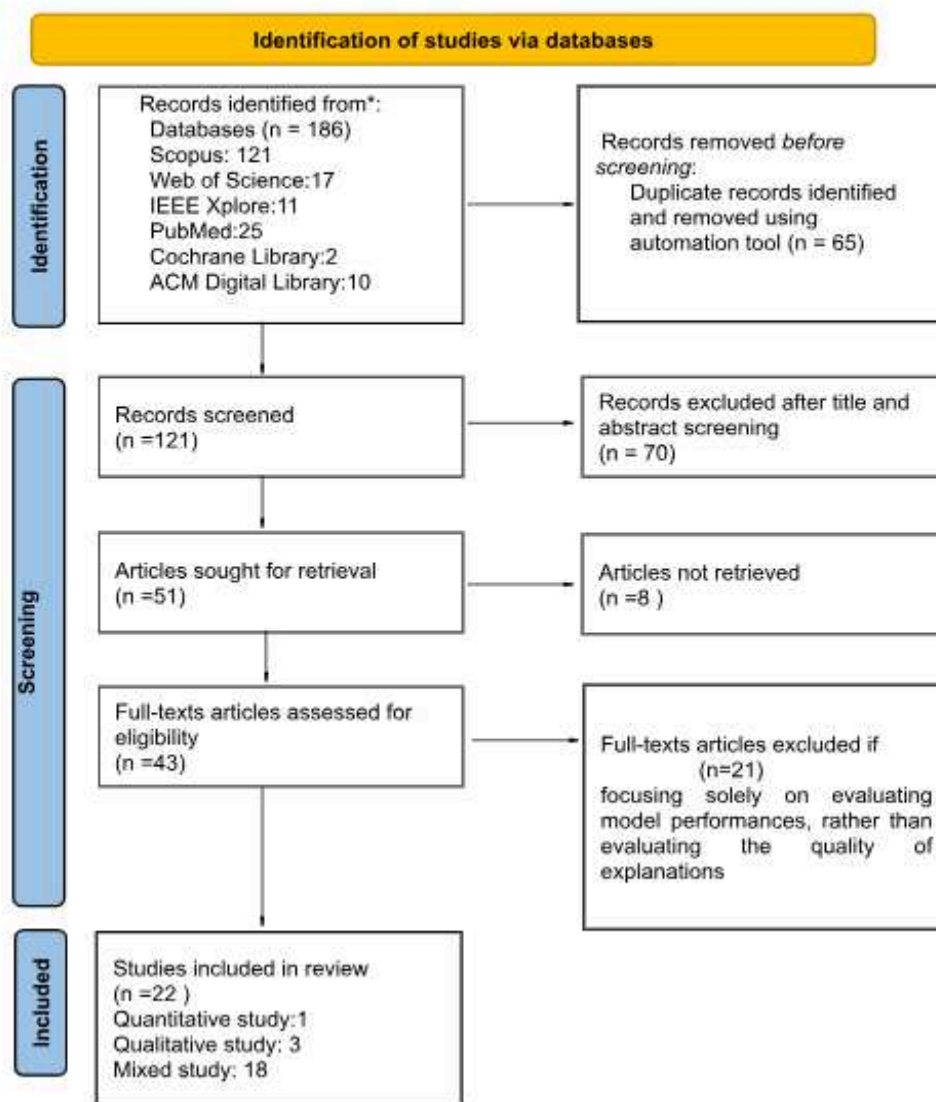 Identification of studies via databases
Identification
Records identified from*:
Databases (n = 186)
Scopus: 121
Web of Science:17
IEEE Xplore:11
PubMed:25
Cochrane Library:2
ACM Digital Library:10
Records removed before
screening:
Duplicate records identified
and removed using
automation tool (n = 65)
Screening
Records screened
(n =121)
Records excluded after title and
abstract screening
(n = 70)
Articles sought for retrieval
(n =51)
Articles not retrieved
(n =8 )
Full-texts articles assessed for
eligibility
(n =43)
Full-texts articles excluded if
(n=21)
focusing solely on evaluating
model performances, rather than
evaluating the quality of
explanations
Included
Studies included in review
(n =22 )
Quantitative study:1
Qualitative study: 3
Mixed study: 18